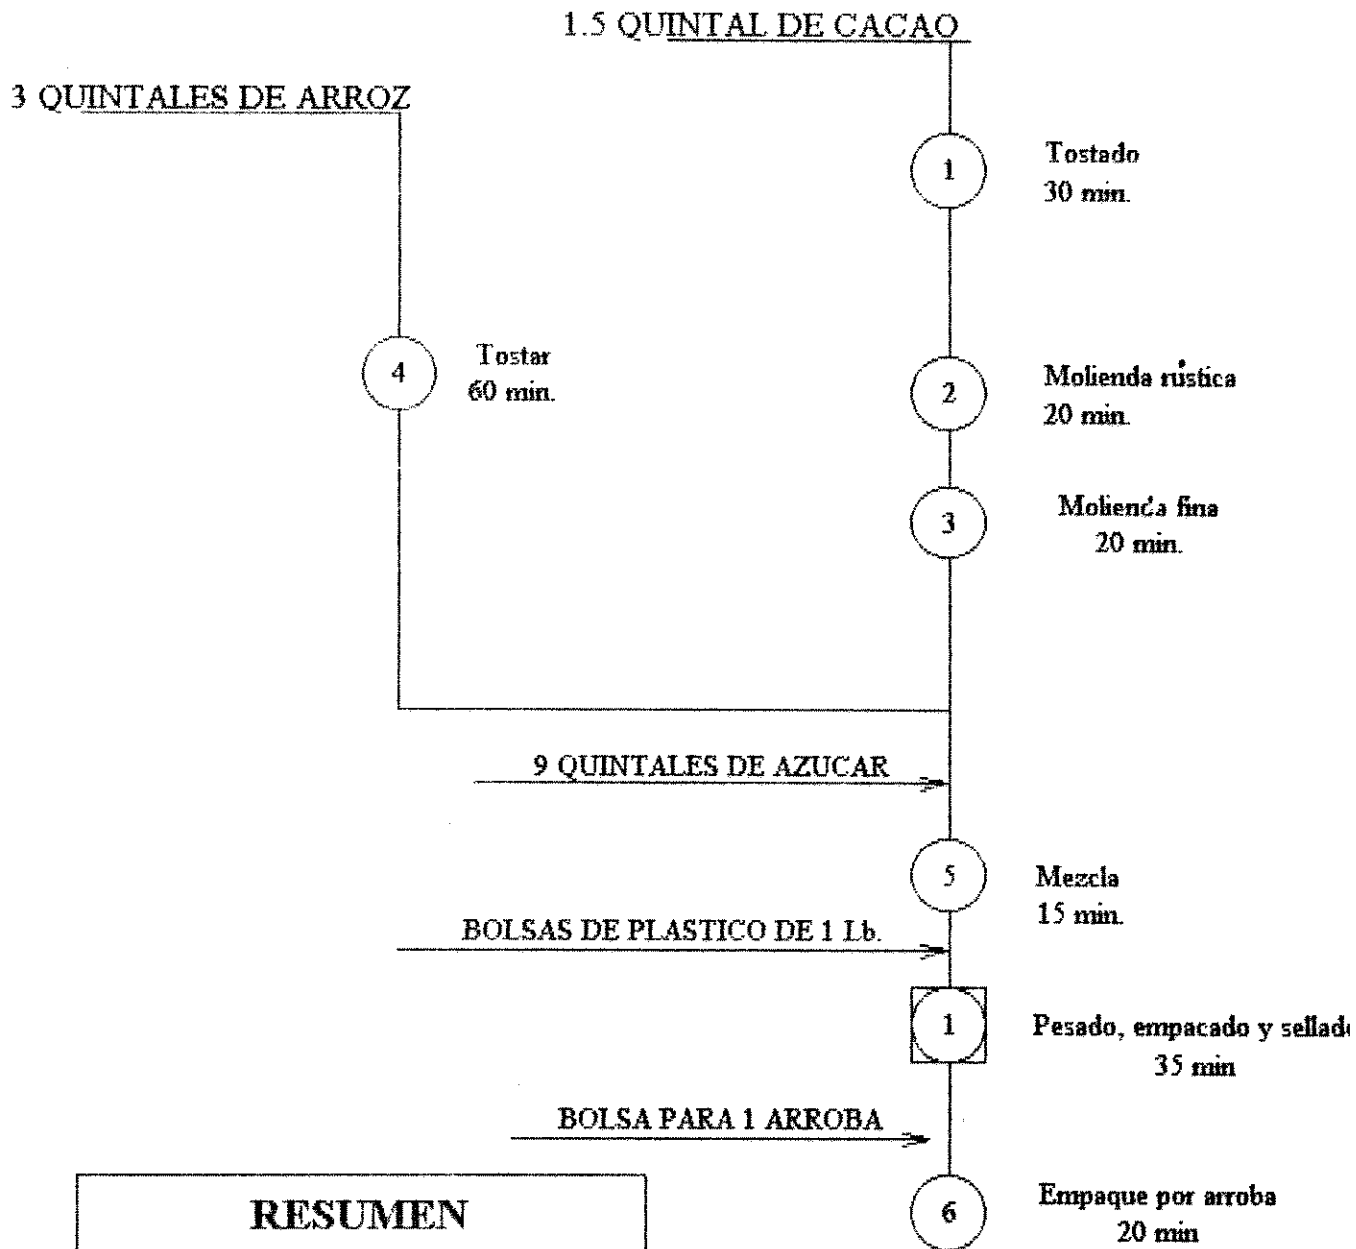 1.5 QUINTAL DE CACAO
3 QUINTALES DE ARROZ
1
Tostado
30 min.
4
Tostar
60 min.
2
Molienda rústica
20 min.
3
Molienda fina
20 min.
9 QUINTALES DE AZUCAR
5
Mezcla
15 min.
BOLSAS DE PLASTICO DE 1 Lb.
1
Pesado, empacado y sellado
35 min
BOLSA PARA 1 ARROBA
6
Empaque por arroba
20 min
RESUMEN